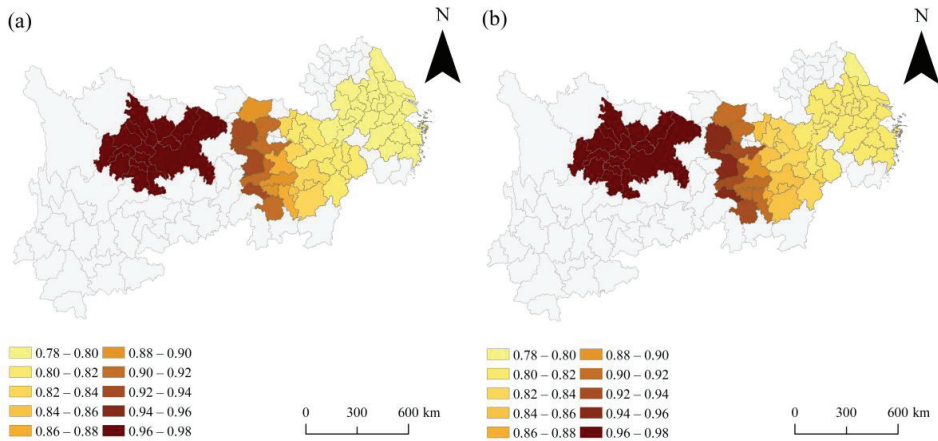 (a)
N
0.78 – 0.80
0.80 – 0.82
0.82 – 0.84
0.84 – 0.86
0.86 – 0.88
0.88 – 0.90
0.90 – 0.92
0.92 – 0.94
0.94 – 0.96
0.96 – 0.98
0 300 600 km
(b)
N
0.78 – 0.80
0.80 – 0.82
0.82 – 0.84
0.84 – 0.86
0.86 – 0.88
0.88 – 0.90
0.90 – 0.92
0.92 – 0.94
0.94 – 0.96
0.96 – 0.98
0 300 600 km